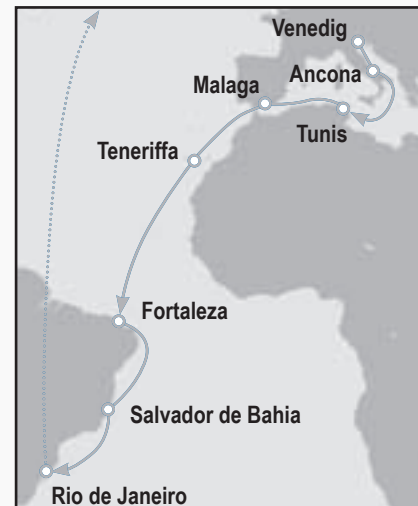 Venedig
Ancona
Malaga
Tunis
Teneriffa
Fortaleza
Salvador de Bahia
Rio de Janeiro